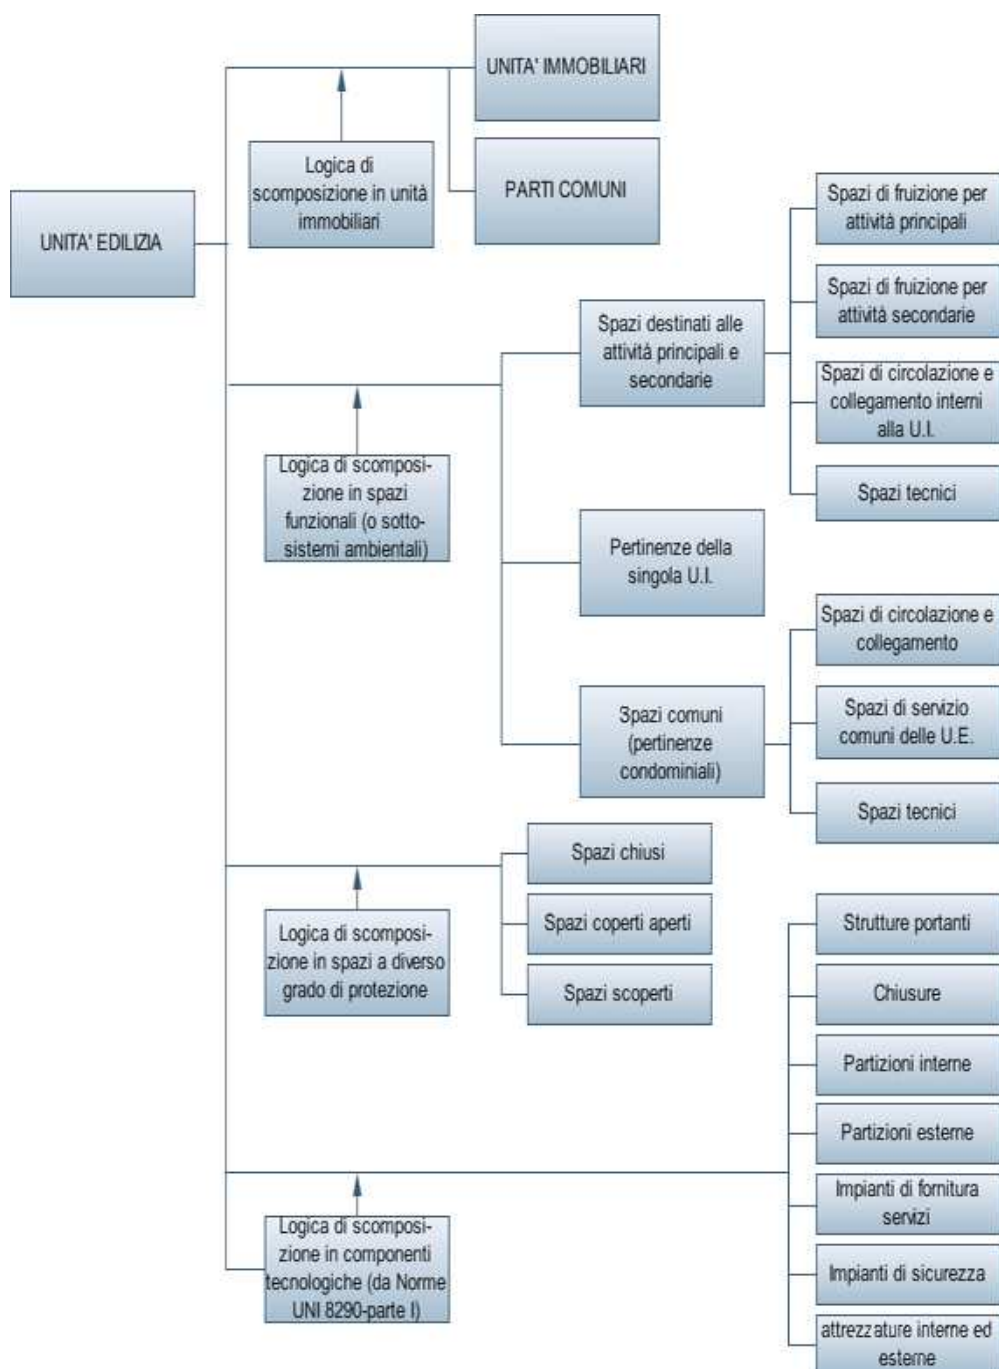 UNITA' EDILIZIA
Logica di
scomposizione in unità
immobiliari
UNITA' IMMOBILIARI
PARTI COMUNI
Logica di scomposi-
zione in spazi
funzionali (o sotto-
sistemi ambientali)
Spazi destinati alle
attività principali e
secondarie
Spazi di fruizione per
attività principali
Spazi di fruizione per
attività secondarie
Spazi di circolazione e
collegamento interni
alla U.I.
Spazi tecnici
Pertinenze della
singola U.I.
Spazi comuni
(pertinenze
condominiali)
Spazi di circolazione e
collegamento
Spazi di servizio
comuni delle U.E.
Spazi tecnici
Logica di scomposi-
zione in spazi a diverso
grado di protezione
Spazi chiusi
Spazi coperti aperti
Spazi scoperti
Logica di scomposi-
zione in componenti
tecnologiche (da Norme
UNI 8290-parte I)
Strutture portanti
Chiusure
Partizioni interne
Partizioni esterne
Impianti di fornitura
servizi
Impianti di sicurezza
attrezzature interne ed
esterne